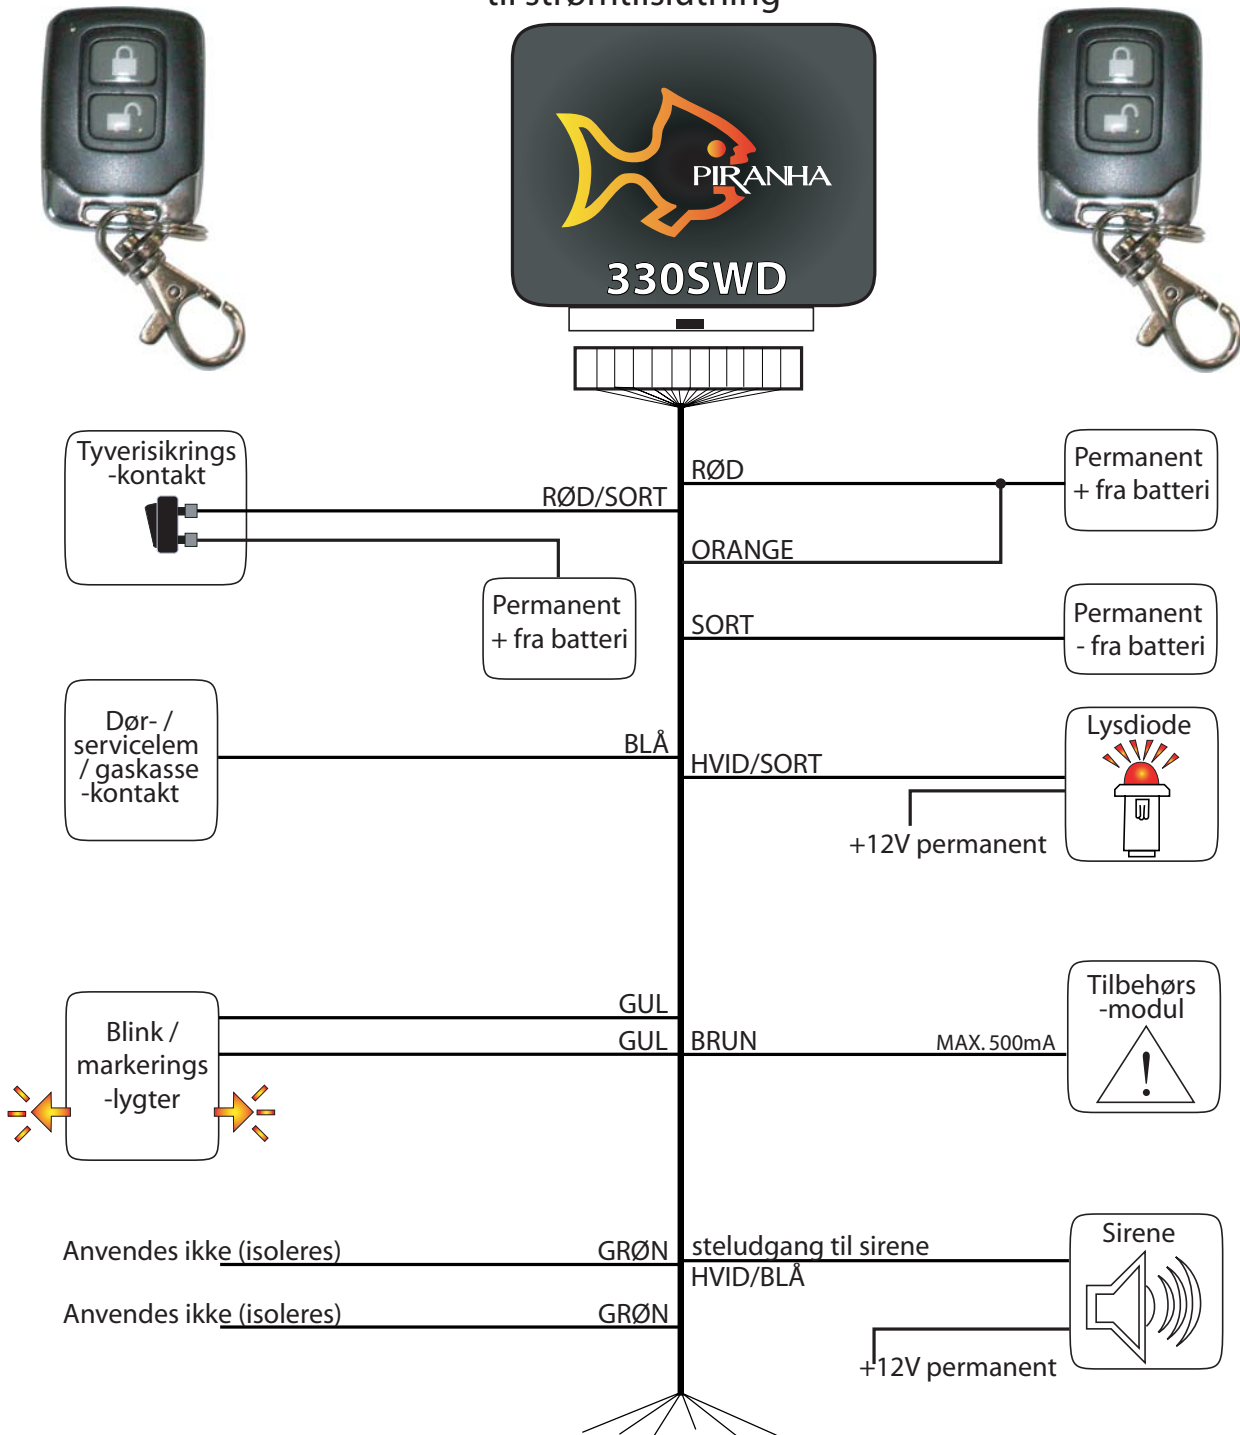 til strømtilslutning
PIRANHA
330SWD
Tyverisikrings
-kontakt
RØD/SORT
Permanent
+ fra batteri
RØD
ORANGE
Permanent
+ fra batteri
SORT
Permanent
- fra batteri
Dør- /
servicelem
/ gaskasse
-kontakt
BLÅ
HVID/SORT
Lysdiode
+12V permanent
Blink /
markerings
-lygter
GUL
GUL
BRUN
MAX. 500mA
Tilbehørs
-modul
!
Anvendes ikke (isoleres)
GRØN
Anvendes ikke (isoleres)
GRØN
steludgang til sirene
HVID/BLÅ
Sirene
+12V permanent